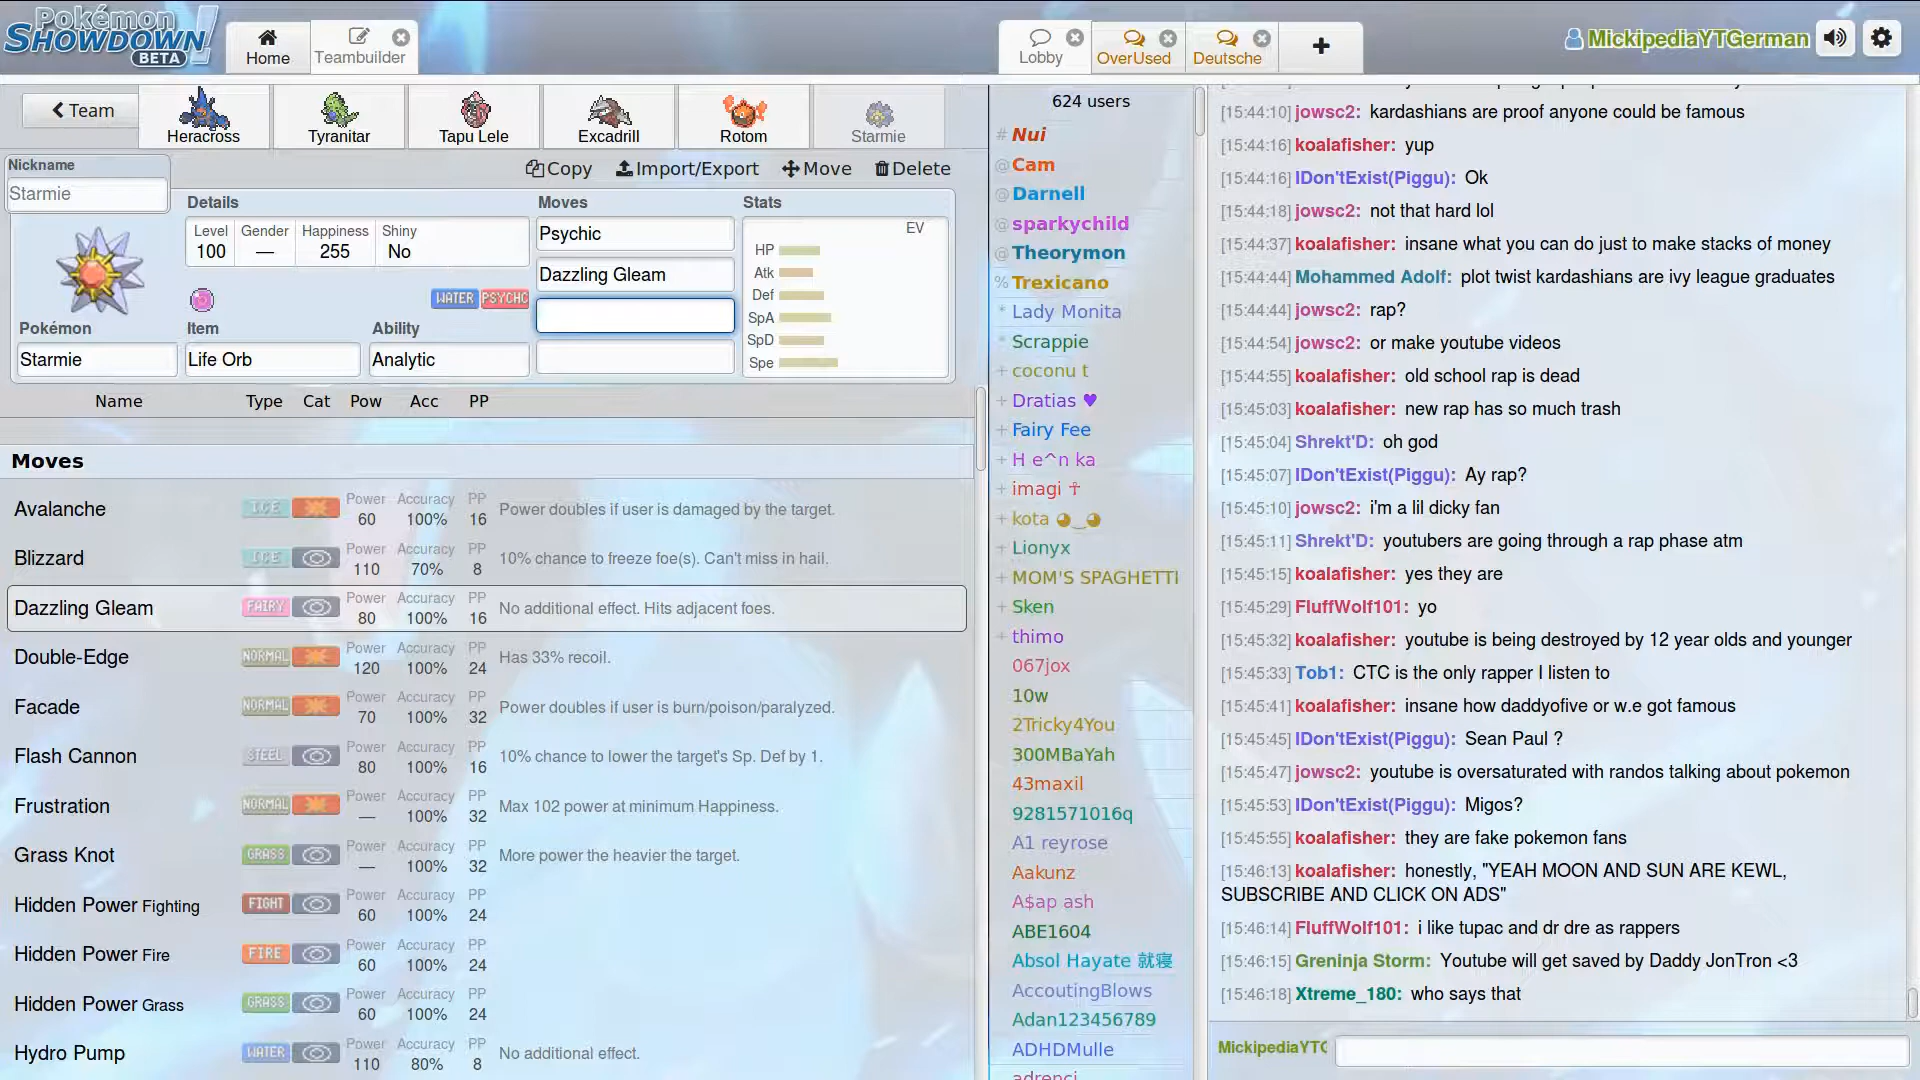 Pokémon
SHOWDOWN!
BETA
Home
Teambuilder
Lobby
OverUsed
Deutsche
MickipediaYTGerman
Team
Heracross
Tyranitar
Tapu Lele
Excadrill
Rotom
Starmie
Nickname
Starmie
Copy
Import/Export
Move
Delete
Details
Moves
Stats
Level
100
Gender
—
Happiness
255
Shiny
No
WATER
PSYCHC
Pokémon
Starmie
Item
Life Orb
Ability
Analytic
Psychic
Dazzling Gleam
EV
HP
Atk
Def
SpA
SpD
Spe
Name Type Cat Pow Acc PP
Moves
Avalanche ICE Power 60 Accuracy 100% PP 16 Power doubles if user is damaged by the target.
Blizzard ICE Power 110 Accuracy 70% PP 8 10% chance to freeze foe(s). Can't miss in hail.
Dazzling Gleam FAIRY Power 80 Accuracy 100% PP 16 No additional effect. Hits adjacent foes.
Double-Edge NORMAL Power 120 Accuracy 100% PP 24 Has 33% recoil.
Facade NORMAL Power 70 Accuracy 100% PP 32 Power doubles if user is burn/poison/paralyzed.
Flash Cannon STEEL Power 80 Accuracy 100% PP 16 10% chance to lower the target's Sp. Def by 1.
Frustration NORMAL Power — Accuracy 100% PP 32 Max 102 power at minimum Happiness.
Grass Knot GRASS Power — Accuracy 100% PP 32 More power the heavier the target.
Hidden Power Fighting FIGHT Power 60 Accuracy 100% PP 24
Hidden Power Fire FIRE Power 60 Accuracy 100% PP 24
Hidden Power Grass GRASS Power 60 Accuracy 100% PP 24
Hydro Pump WATER Power 110 Accuracy 80% PP 8 No additional effect.
624 users
# Nui
@ Cam
@ Darnell
@ sparkychild
@ Theorymon
% Trexicano
* Lady Monita
* Scrappie
+ coconu t
+ Dratias ♥
+ Fairy Fee
+ H e^n ka
+ imagi ☥
+ kota ◕‿◕
+ Lionyx
+ MOM'S SPAGHETTI
+ Sken
+ thimo
067jox
10w
2Tricky4You
300MBaYah
43maxil
9281571016q
A1 reyrose
Aakunz
A$ap ash
ABE1604
Absol Hayate 就寝
AccoutingBlows
Adan123456789
ADHDMulle
adrenci
[15:44:10] jowsc2: kardashians are proof anyone could be famous
[15:44:16] koalafisher: yup
[15:44:16] IDon'tExist(Piggu): Ok
[15:44:18] jowsc2: not that hard lol
[15:44:37] koalafisher: insane what you can do just to make stacks of money
[15:44:44] Mohammed Adolf: plot twist kardashians are ivy league graduates
[15:44:44] jowsc2: rap?
[15:44:54] jowsc2: or make youtube videos
[15:44:55] koalafisher: old school rap is dead
[15:45:03] koalafisher: new rap has so much trash
[15:45:04] Shrekt'D: oh god
[15:45:07] IDon'tExist(Piggu): Ay rap?
[15:45:10] jowsc2: i'm a lil dicky fan
[15:45:11] Shrekt'D: youtubers are going through a rap phase atm
[15:45:15] koalafisher: yes they are
[15:45:29] FluffWolf101: yo
[15:45:32] koalafisher: youtube is being destroyed by 12 year olds and younger
[15:45:33] Tob1: CTC is the only rapper I listen to
[15:45:41] koalafisher: insane how daddyofive or w.e got famous
[15:45:45] IDon'tExist(Piggu): Sean Paul ?
[15:45:47] jowsc2: youtube is oversaturated with randos talking about pokemon
[15:45:53] IDon'tExist(Piggu): Migos?
[15:45:55] koalafisher: they are fake pokemon fans
[15:46:13] koalafisher: honestly, "YEAH MOON AND SUN ARE KEWL,
SUBSCRIBE AND CLICK ON ADS"
[15:46:14] FluffWolf101: i like tupac and dr dre as rappers
[15:46:15] Greninja Storm: Youtube will get saved by Daddy JonTron <3
[15:46:18] Xtreme_180: who says that
MickipediaYTG